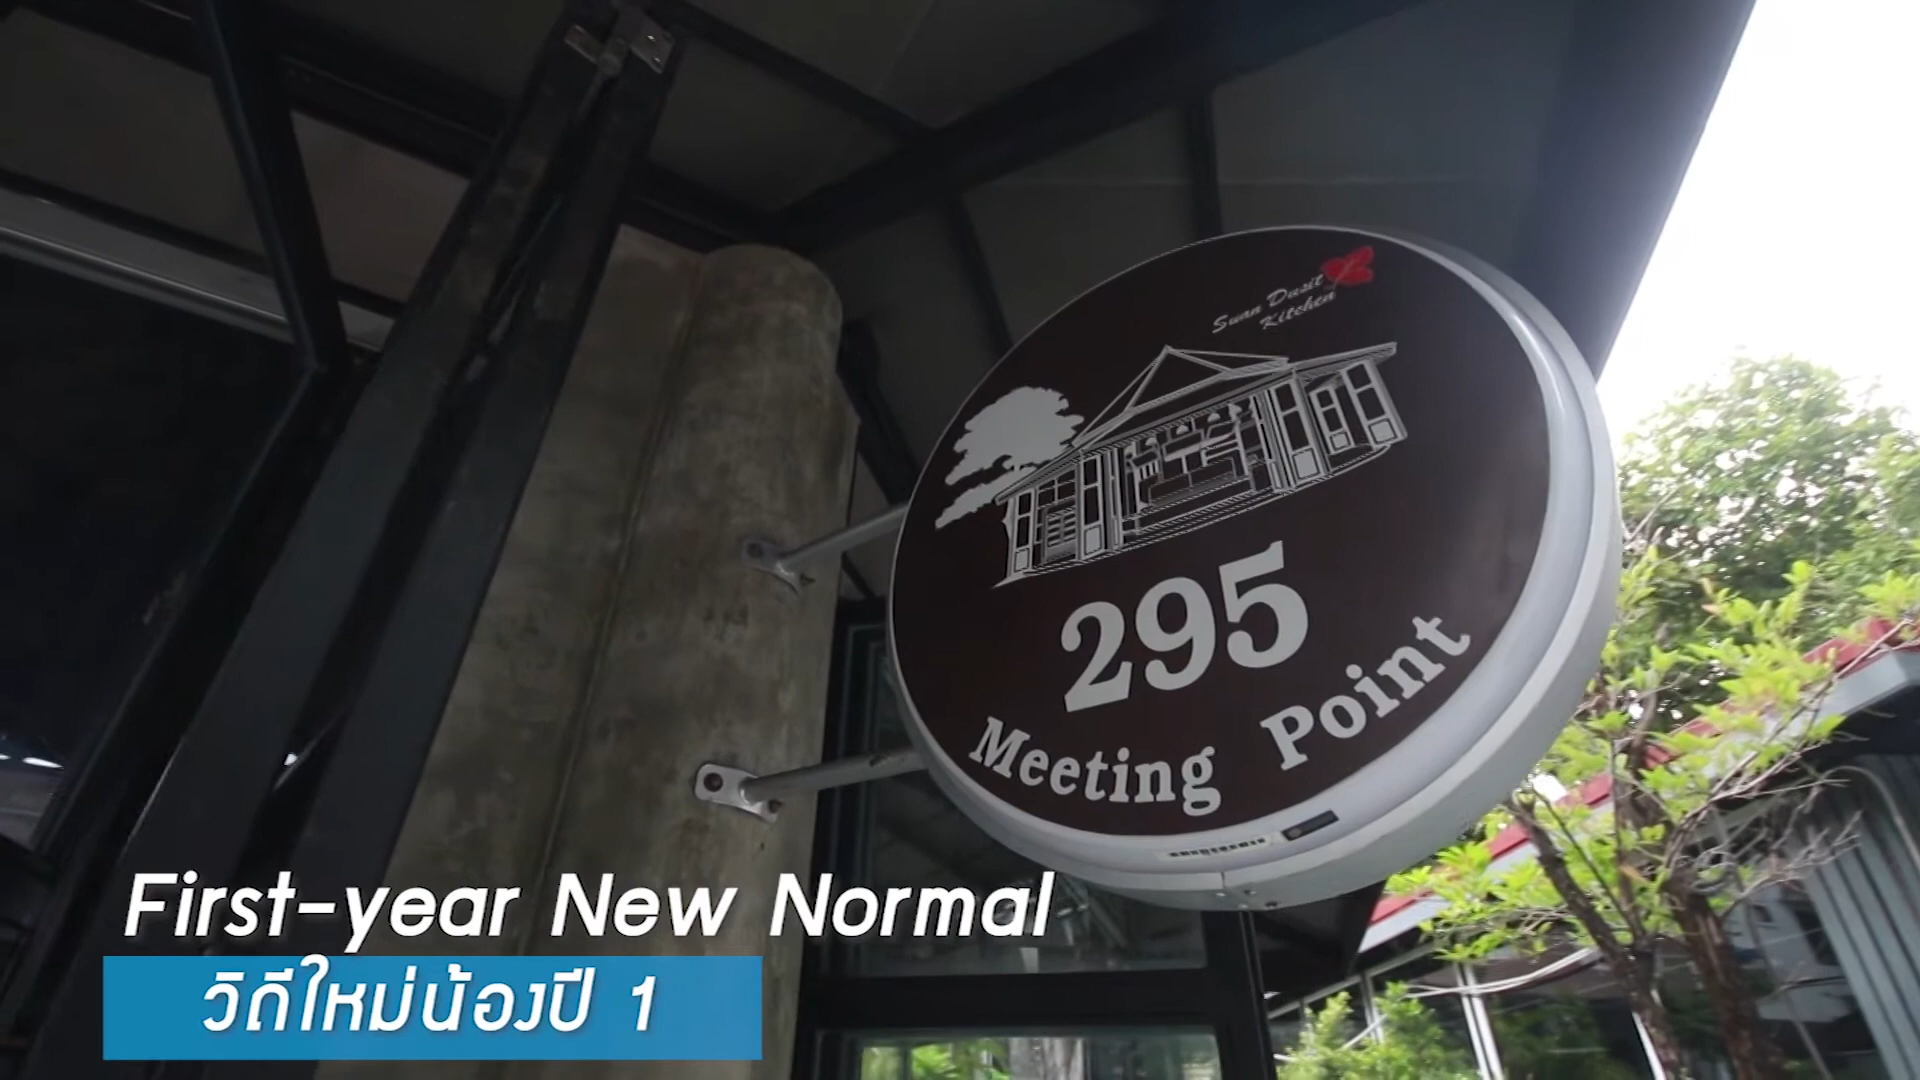 Suan Dusit
Kitchen
295
Meeting Point
First-year New Normal
วิถีใหม่น้องปี 1